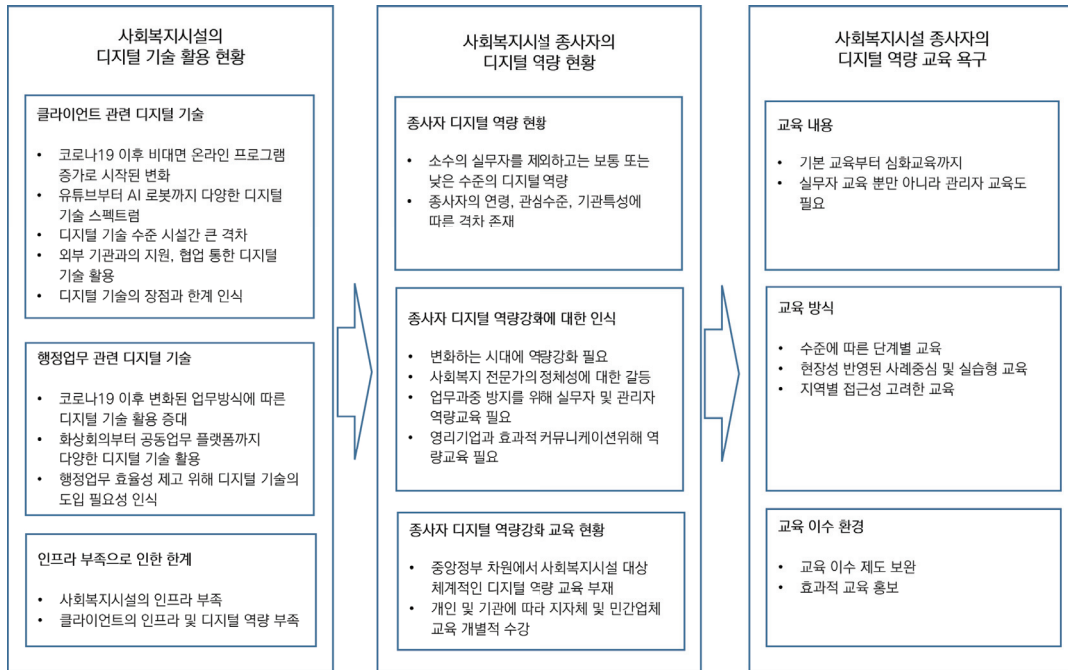 사회복지시설의
디지털 기술 활용 현황
클라이언트 관련 디지털 기술
• 코로나19 이후 비대면 온라인 프로그램
증가로 시작된 변화
• 유튜브부터 AI 로봇까지 다양한 디지털
기술 스펙트럼
• 디지털 기술 수준 시설간 큰 격차
• 외부 기관과의 지원, 협업 통한 디지털
기술 활용
• 디지털 기술의 장점과 한계 인식
행정업무 관련 디지털 기술
• 코로나19 이후 변화된 업무방식에 따른
디지털 기술 활용 증대
• 화상회의부터 공동업무 플랫폼까지
다양한 디지털 기술 활용
• 행정업무 효율성 제고 위해 디지털 기술의
도입 필요성 인식
인프라 부족으로 인한 한계
• 사회복지시설의 인프라 부족
• 클라이언트의 인프라 및 디지털 역량 부족
사회복지시설 종사자의
디지털 역량 현황
종사자 디지털 역량 현황
• 소수의 실무자를 제외하고는 보통 또는
낮은 수준의 디지털 역량
• 종사자의 연령, 관심수준, 기관특성에
따른 격차 존재
종사자 디지털 역량강화에 대한 인식
• 변화하는 시대에 역량강화 필요
• 사회복지 전문가의 정체성에 대한 갈등
• 업무과중 방지를 위해 실무자 및 관리자
역량교육 필요
• 영리기업과 효과적 커뮤니케이션위해 역
량교육 필요
종사자 디지털 역량강화 교육 현황
• 중앙정부 차원에서 사회복지시설 대상
체계적인 디지털 역량 교육 부재
• 개인 및 기관에 따라 지자체 및 민간업체
교육 개별적 수강
사회복지시설 종사자의
디지털 역량 교육 욕구
교육 내용
• 기본 교육부터 심화교육까지
• 실무자 교육 뿐만 아니라 관리자 교육도
필요
교육 방식
• 수준에 따른 단계별 교육
• 현장성 반영된 사례중심 및 실습형 교육
• 지역별 접근성 고려한 교육
교육 이수 환경
• 교육 이수 제도 보완
• 효과적 교육 홍보